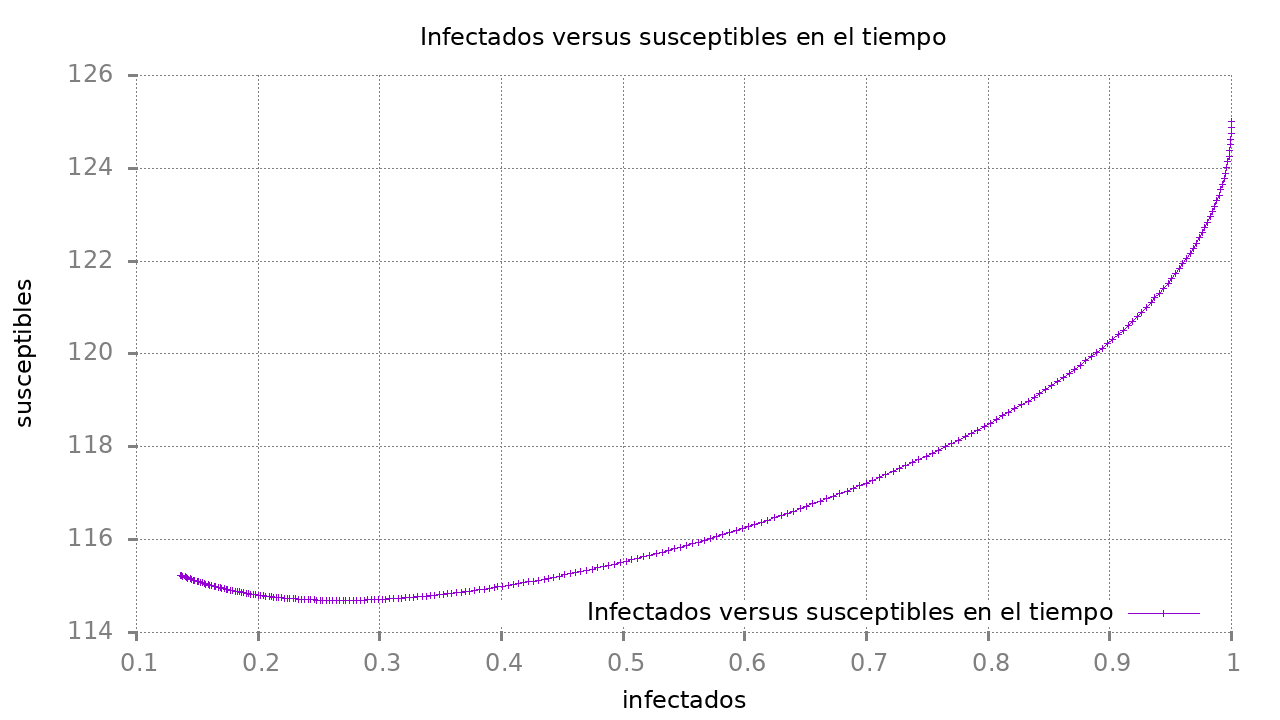 Infectados versus susceptibles en el tiempo
126
124
122
120
118
116
114
susceptibles
Infectados versus susceptibles en el tiempo
0.1 0.2 0.3 0.4 0.5 0.6 0.7 0.8 0.9 1
infectados